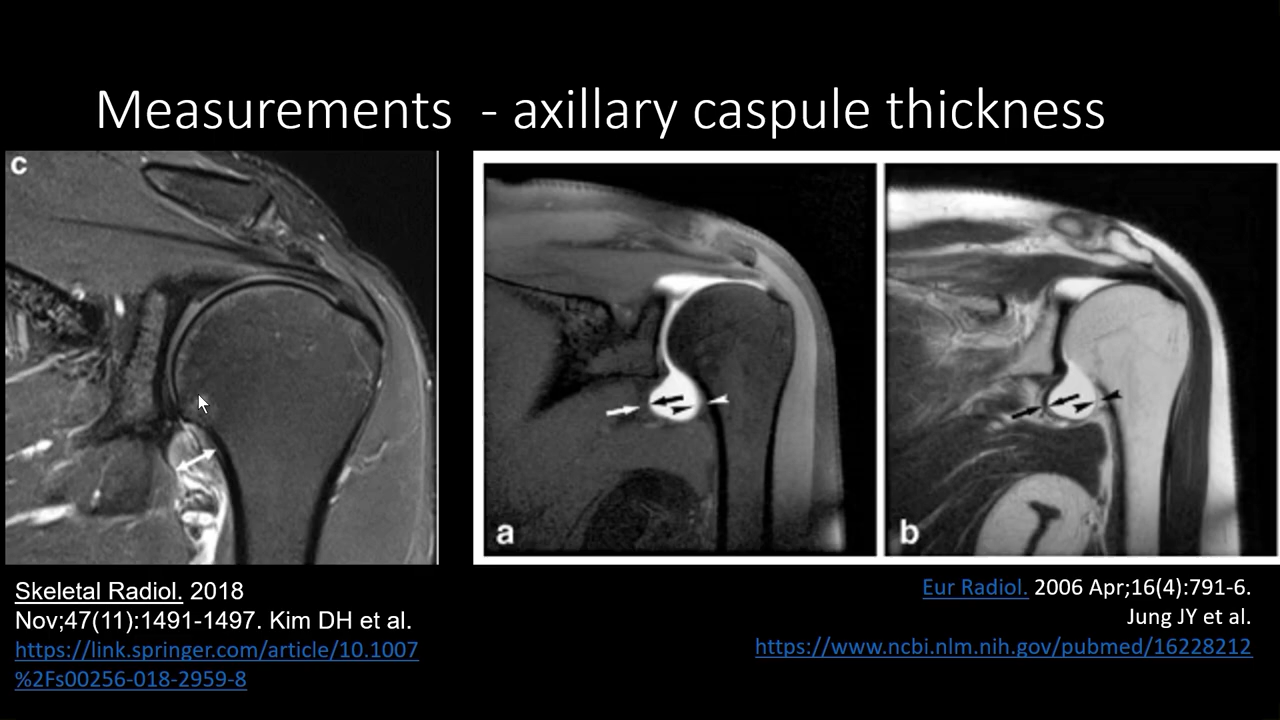 Measurements - axillary caspule thickness
c
a
b
Skeletal Radiol. 2018
Nov;47(11):1491-1497. Kim DH et al.
https://link.springer.com/article/10.1007
%2Fs00256-018-2959-8
Eur Radiol. 2006 Apr;16(4):791-6.
Jung JY et al.
https://www.ncbi.nlm.nih.gov/pubmed/16228212